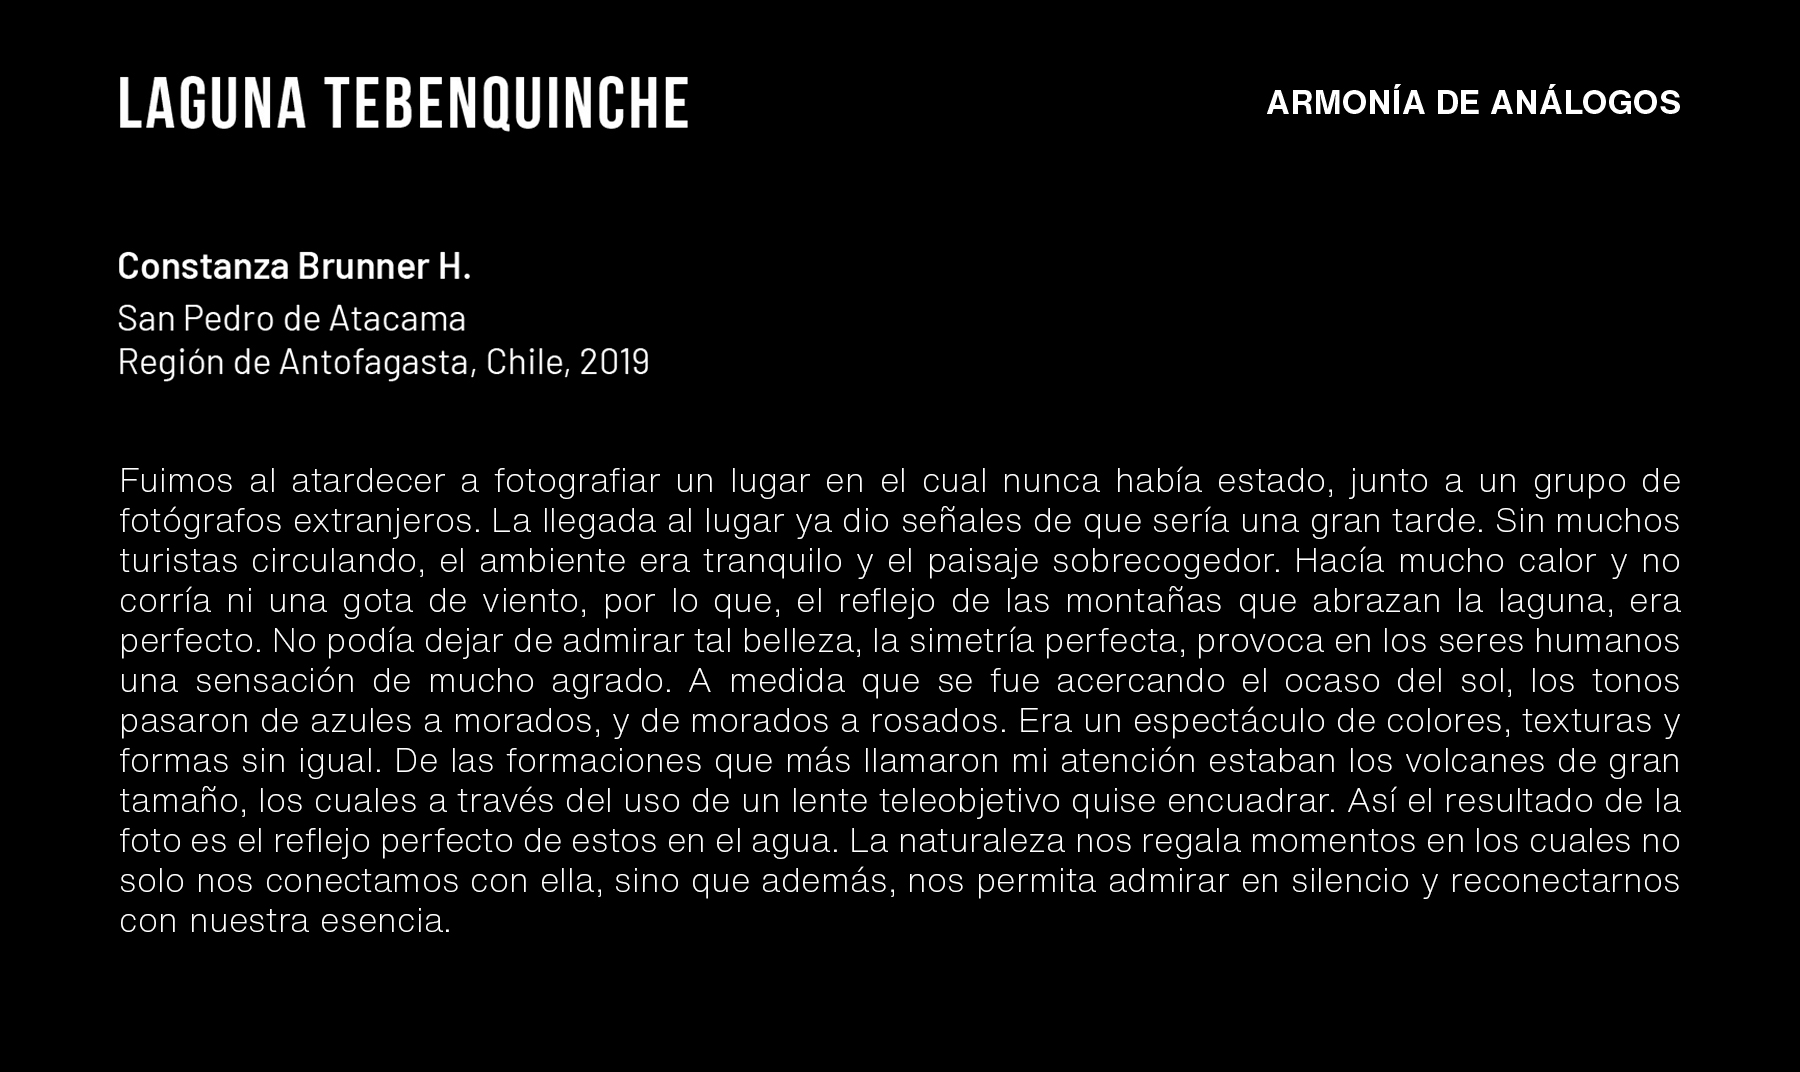 LAGUNA TEBENQUINCHE
ARMONÍA DE ANÁLOGOS
Constanza Brunner H.
San Pedro de Atacama
Región de Antofagasta, Chile, 2019
Fuimos al atardecer a fotografiar un lugar en el cual nunca había estado, junto a un grupo de
fotógrafos extranjeros. La llegada al lugar ya dio señales de que sería una gran tarde. Sin muchos
turistas circulando, el ambiente era tranquilo y el paisaje sobrecogedor. Hacía mucho calor y no
corría ni una gota de viento, por lo que, el reflejo de las montañas que abrazan la laguna, era
perfecto. No podía dejar de admirar tal belleza, la simetría perfecta, provoca en los seres humanos
una sensación de mucho agrado. A medida que se fue acercando el ocaso del sol, los tonos
pasaron de azules a morados, y de morados a rosados. Era un espectáculo de colores, texturas y
formas sin igual. De las formaciones que más llamaron mi atención estaban los volcanes de gran
tamaño, los cuales a través del uso de un lente teleobjetivo quise encuadrar. Así el resultado de la
foto es el reflejo perfecto de estos en el agua. La naturaleza nos regala momentos en los cuales no
solo nos conectamos con ella, sino que además, nos permita admirar en silencio y reconectarnos
con nuestra esencia.